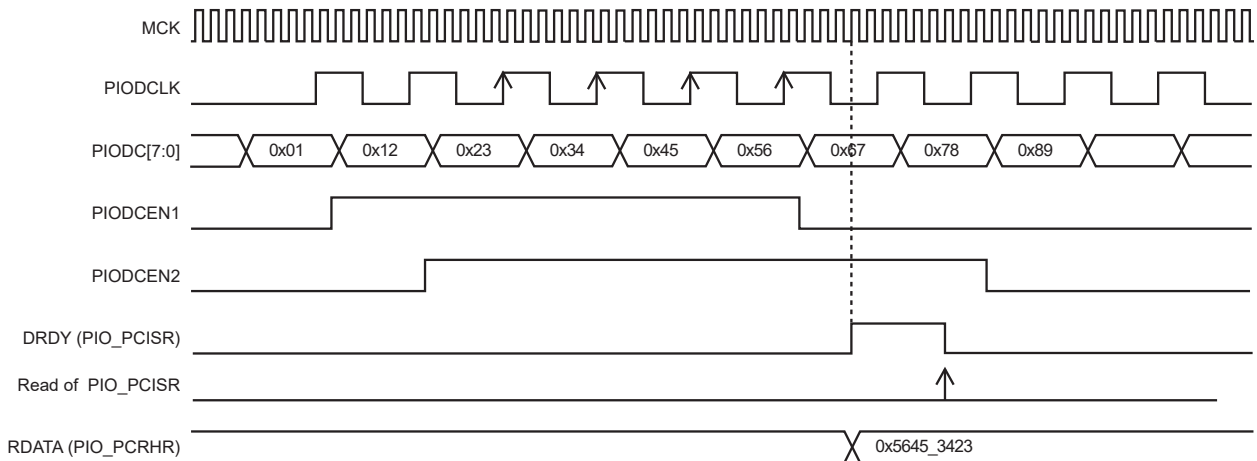 MCK
PIODCLK
PIODC[7:0] 0x01 0x12 0x23 0x34 0x45 0x56 0x67 0x78 0x89
PIODCEN1
PIODCEN2
DRDY (PIO_PCISR)
Read of PIO_PCISR
RDATA (PIO_PCRHR) 0x5645_3423